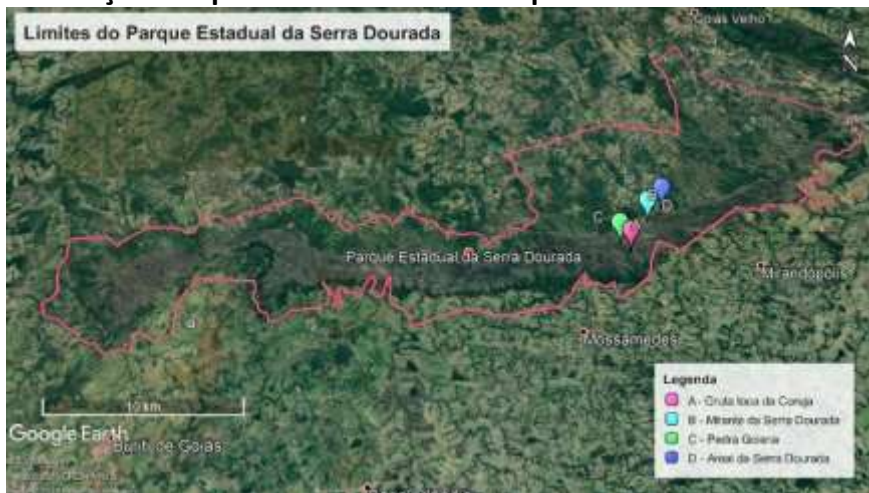 Limites do Parque Estadual da Serra Dourada
Goiás Velho
N
C
D
Parque Estadual da Serra Dourada
Mirandópolis
Mossâmedes
Legenda
A - Gruta toca da Coruja
B - Mirante da Serra Dourada
C - Pedra Goiana
D - Areal da Serra Dourada
10 km
Google Earth
Buriti de Goiás